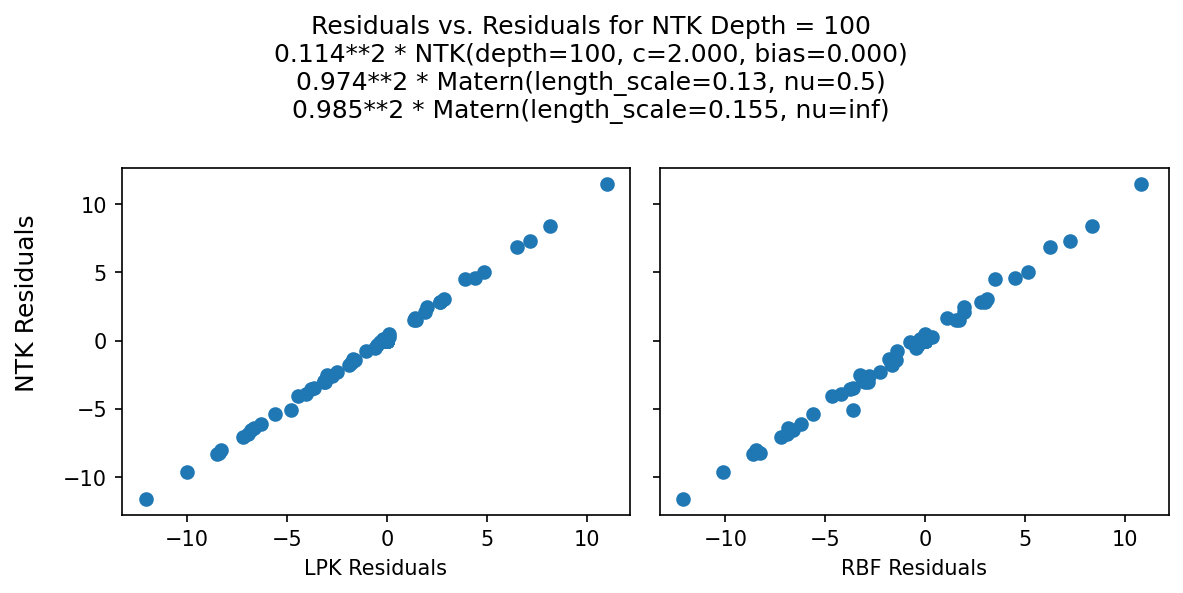 Residuals vs. Residuals for NTK Depth = 100
0.114**2 * NTK(depth=100, c=2.000, bias=0.000)
0.974**2 * Matern(length_scale=0.13, nu=0.5)
0.985**2 * Matern(length_scale=0.155, nu=inf)
NTK Residuals
10
5
0
−5
−10
−10 −5 0 5 10
LPK Residuals
−10 −5 0 5 10
RBF Residuals